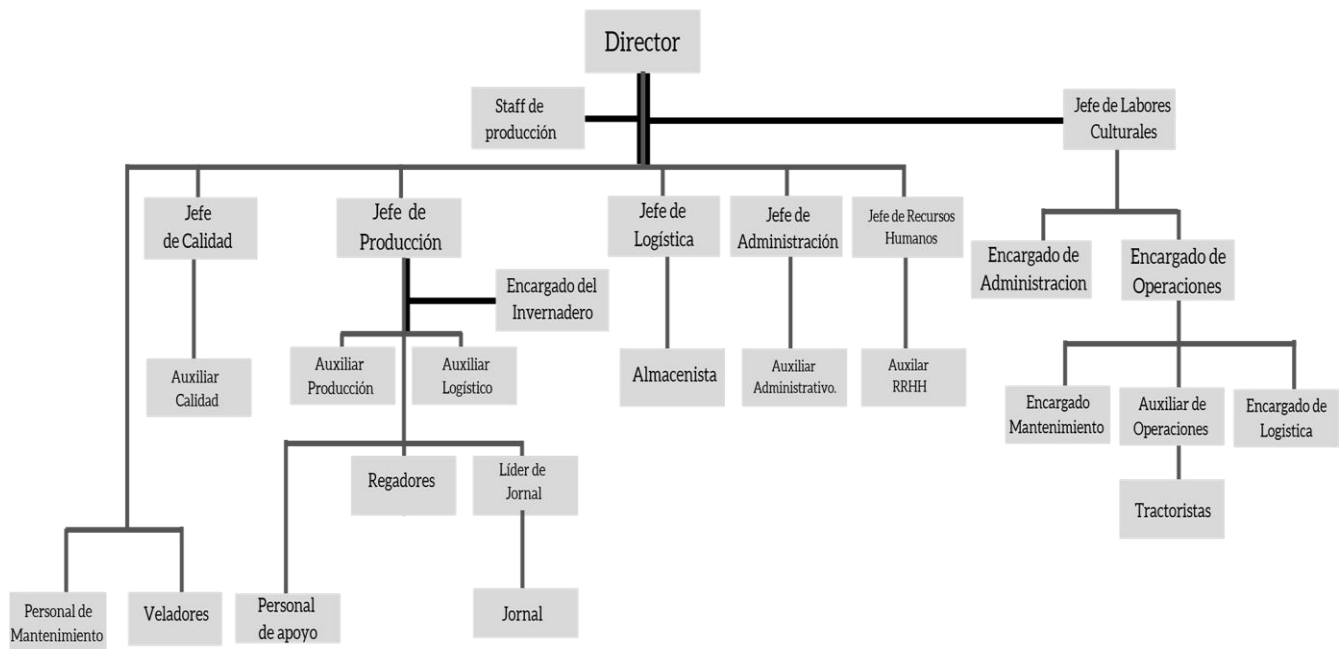 Director
Staff de
producción
Jefe de Labores
Culturales
Jefe
de Calidad
Jefe de
Producción
Jefe de
Logística
Jefe de
Administración
Jefe de Recursos
Humanos
Encargado de
Administracion
Encargado de
Operaciones
Encargado del
Invernadero
Auxiliar
Producción
Auxiliar
Logístico
Auxiliar
Calidad
Almacenista
Auxiliar
Administrativo.
Auxilar
RRHH
Encargado
Mantenimiento
Auxiliar de
Operaciones
Encargado de
Logistica
Regadores
Líder de
Jornal
Tractoristas
Personal de
Mantenimiento
Veladores
Personal
de apoyo
Jornal